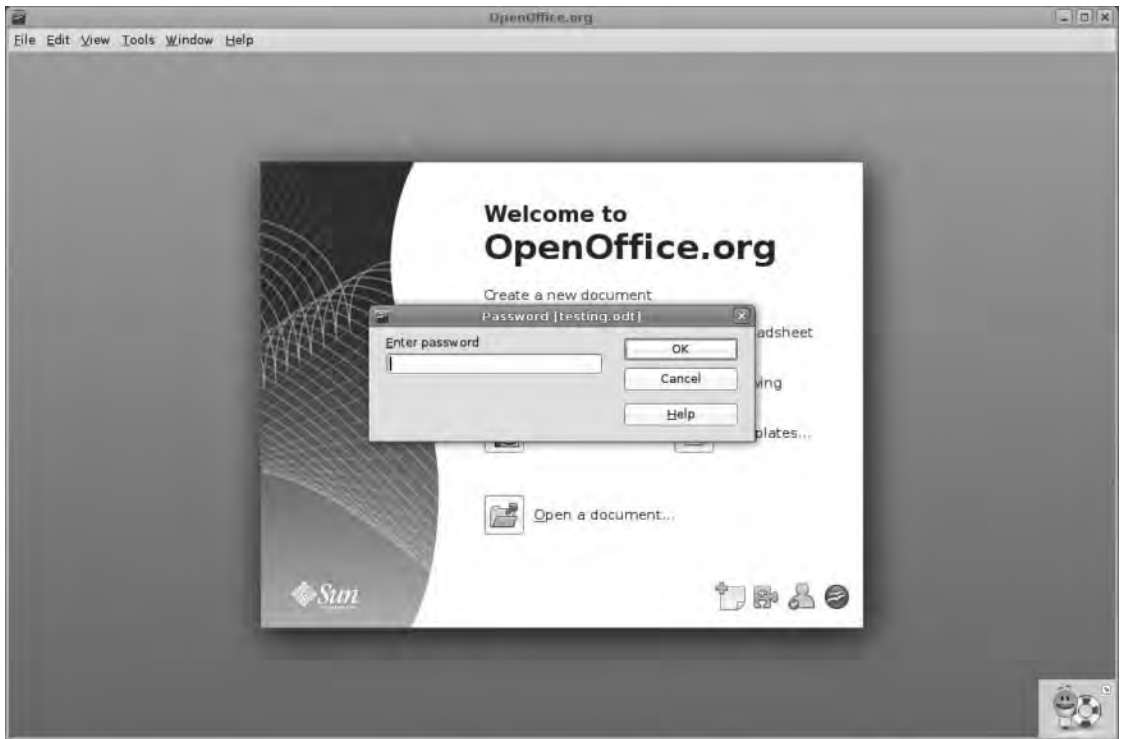 OpenOffice.org
File Edit View Tools Window Help
Welcome to
OpenOffice.org
Create a new document
Password [testing.odt]
Enter password
OK
Cancel
Help
adsheet
wing
plates...
Open a document...
Sun